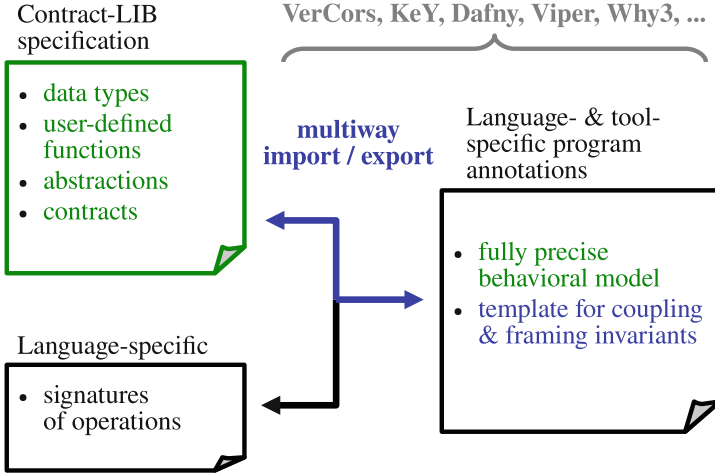 Contract-LIB
specification
VerCors, KeY, Dafny, Viper, Why3, ...
• data types
• user-defined
functions
• abstractions
• contracts
multiway
import / export
Language- & tool-
specific program
annotations
• fully precise
behavioral model
• template for coupling
& framing invariants
Language-specific
• signatures
of operations